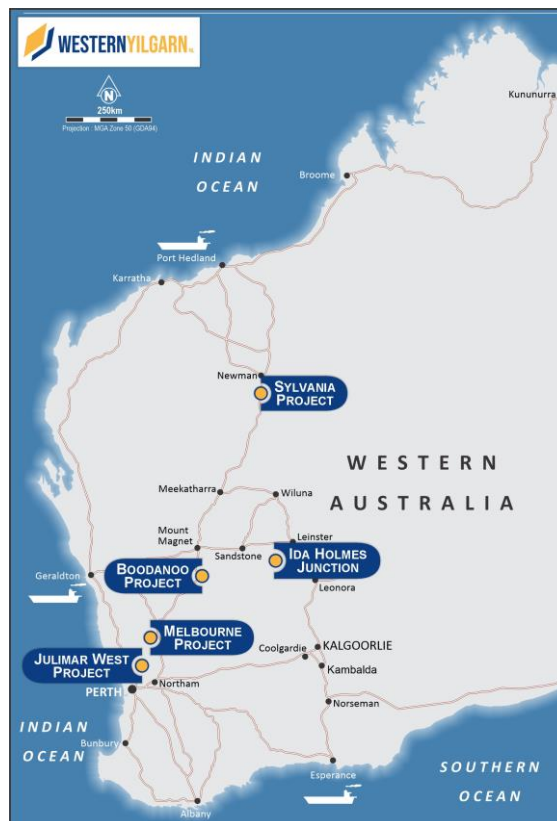 WESTERNYILGARN NL
N
250km
Projection : MGA Zone 50 (GDA94)
Kununurra
INDIAN
OCEAN
Broome
Port Hedland
Karratha
Newman
SYLVANIA
PROJECT
WESTERN
AUSTRALIA
Meekatharra
Wiluna
Mount
Magnet
Sandstone
Leinster
BOODANOO
PROJECT
IDA HOLMES
JUNCTION
Geraldton
Leonora
MELBOURNE
PROJECT
Coolgardie
KALGOORLIE
JULIMAR WEST
PROJECT
Kambalda
PERTH
Northam
Norseman
INDIAN
OCEAN
Bunbury
Esperance
SOUTHERN
OCEAN
Albany